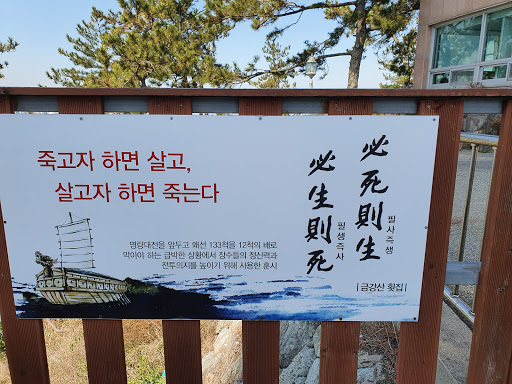 죽고자 하면 살고,
살고자 하면 죽는다
명량대전을 앞두고 왜선 133척을 12척의 배로
막아야 하는 급박한 상황에서 장수들의 정신력과
전투의지를 높이기 위해 사용한 훈시
必死則生
필사즉생
必生則死
필생즉사
| 금강산 횟집 |